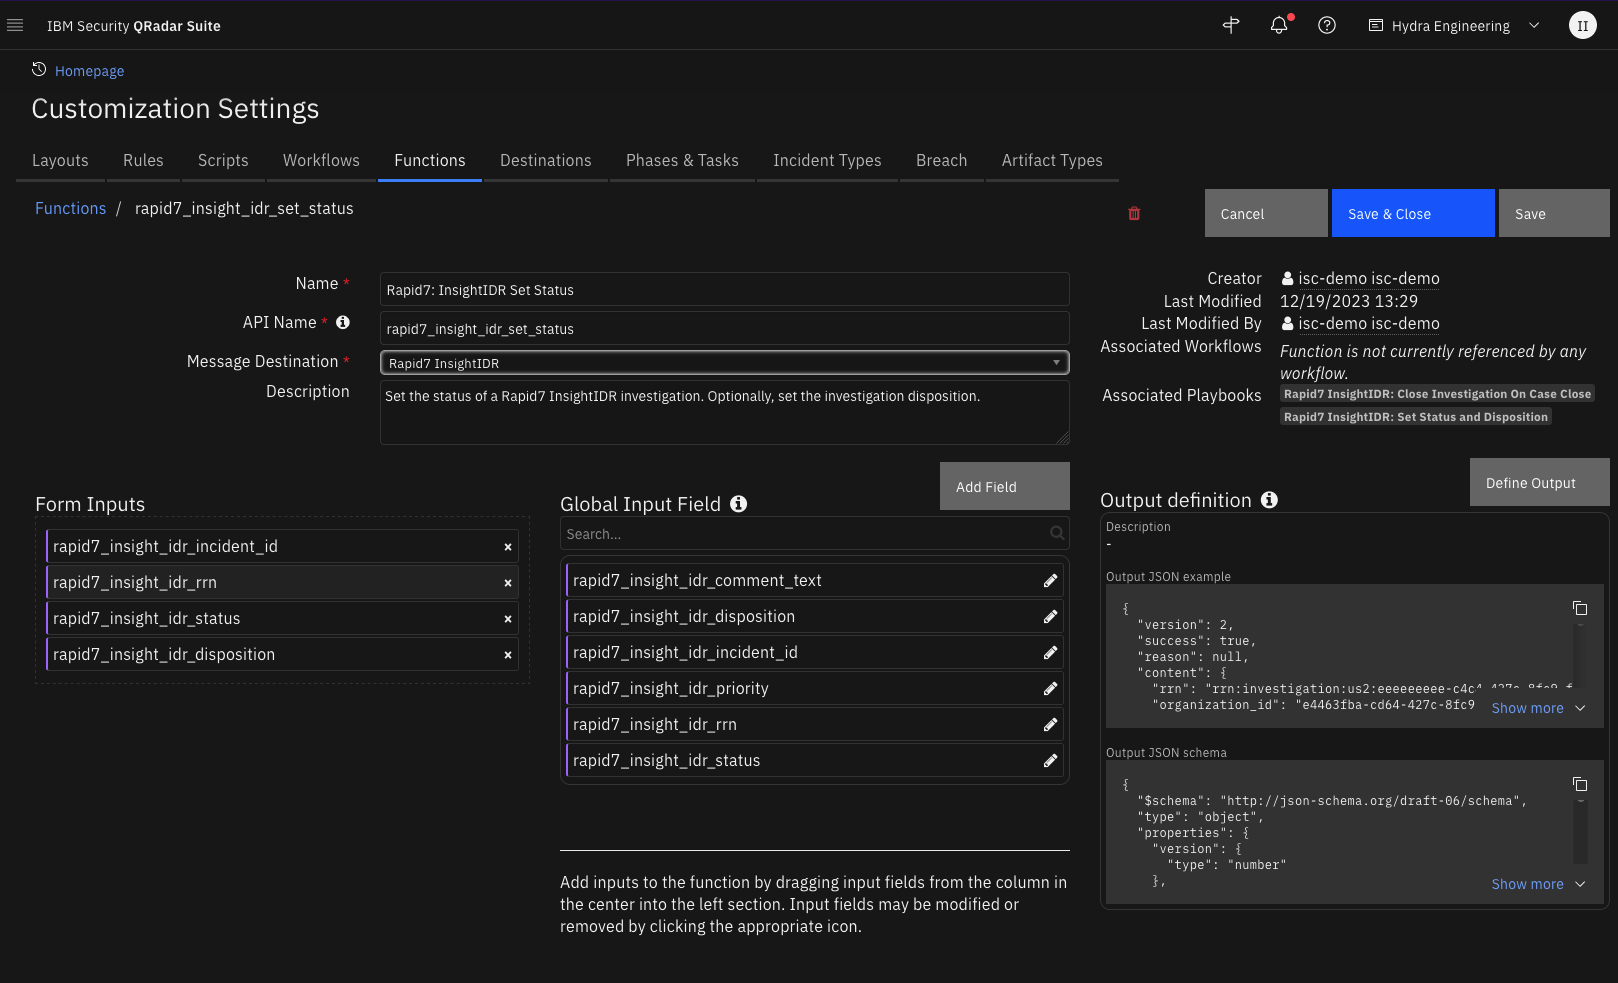 IBM Security QRadar Suite
Hydra Engineering
II
Homepage
Customization Settings
Layouts
Rules
Scripts
Workflows
Functions
Destinations
Phases & Tasks
Incident Types
Breach
Artifact Types
Functions / rapid7_insight_idr_set_status
Cancel
Save & Close
Save
Name *
Rapid7: InsightIDR Set Status
API Name *
rapid7_insight_idr_set_status
Message Destination *
Rapid7 InsightIDR
Description
Set the status of a Rapid7 InsightIDR investigation. Optionally, set the investigation disposition.
Creator
isc-demo isc-demo
Last Modified
12/19/2023 13:29
Last Modified By
isc-demo isc-demo
Associated Workflows
Function is not currently referenced by any
workflow.
Associated Playbooks
Rapid7 InsightIDR: Close Investigation On Case Close
Rapid7 InsightIDR: Set Status and Disposition
Form Inputs
rapid7_insight_idr_incident_id ×
rapid7_insight_idr_rrn ×
rapid7_insight_idr_status ×
rapid7_insight_idr_disposition ×
Global Input Field
Add Field
Search...
rapid7_insight_idr_comment_text
rapid7_insight_idr_disposition
rapid7_insight_idr_incident_id
rapid7_insight_idr_priority
rapid7_insight_idr_rrn
rapid7_insight_idr_status
Add inputs to the function by dragging input fields from the column in
the center into the left section. Input fields may be modified or
removed by clicking the appropriate icon.
Output definition
Define Output
Description
-
Output JSON example
{
"version": 2,
"success": true,
"reason": null,
"content": {
"rrn": "rrn:investigation:us2:eeeeeeeee-c4c4-427c-8fc9-f
"organization_id": "e4463fba-cd64-427c-8fc9
Show more
Output JSON schema
{
"$schema": "http://json-schema.org/draft-06/schema",
"type": "object",
"properties": {
"version": {
"type": "number"
},
Show more